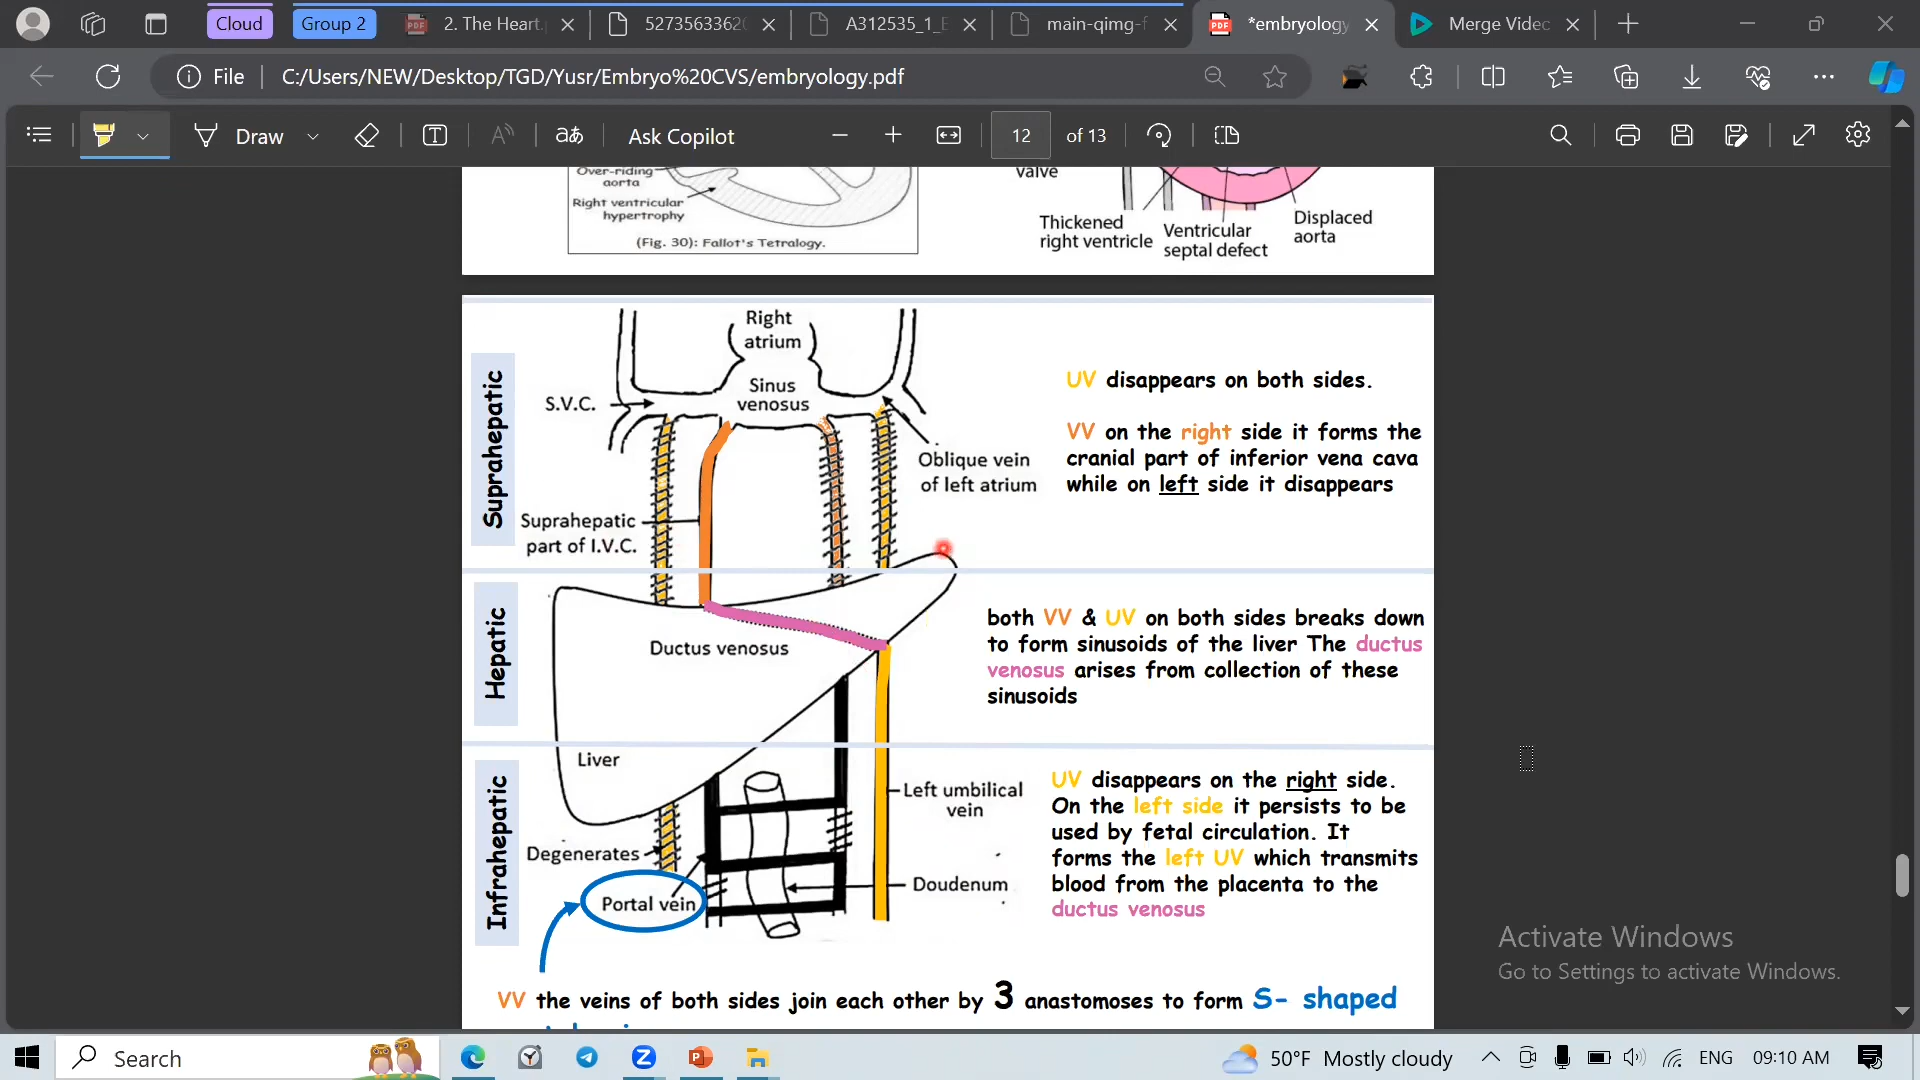 Cloud
Group 2
2. The Heart.
5273563362
A312535_1_E
main-qimg-f
*embryology
Merge Videc
File
C:/Users/NEW/Desktop/TGD/Yusr/Embryo%20CVS/embryology.pdf
Draw
Ask Copilot
12
of 13
Over-riding
aorta
Right ventricular
hypertrophy
(Fig. 30): Fallot's Tetralogy.
valve
Thickened
right ventricle
Ventricular
septal defect
Displaced
aorta
Suprahepatic
Right
atrium
Sinus
venosus
S.V.C.
Oblique vein
of left atrium
Suprahepatic
part of I.V.C.
UV disappears on both sides.
VV on the right side it forms the
cranial part of inferior vena cava
while on left side it disappears
Hepatic
Ductus venosus
Liver
both VV & UV on both sides breaks down
to form sinusoids of the liver The ductus
venosus arises from collection of these
sinusoids
Infrahepatic
Left umbilical
vein
Degenerates
Portal vein
Doudenum
UV disappears on the right side.
On the left side it persists to be
used by fetal circulation. It
forms the left UV which transmits
blood from the placenta to the
ductus venosus
VV the veins of both sides join each other by 3 anastomoses to form S- shaped
Activate Windows
Go to Settings to activate Windows.
Search
50°F Mostly cloudy
ENG
09:10 AM